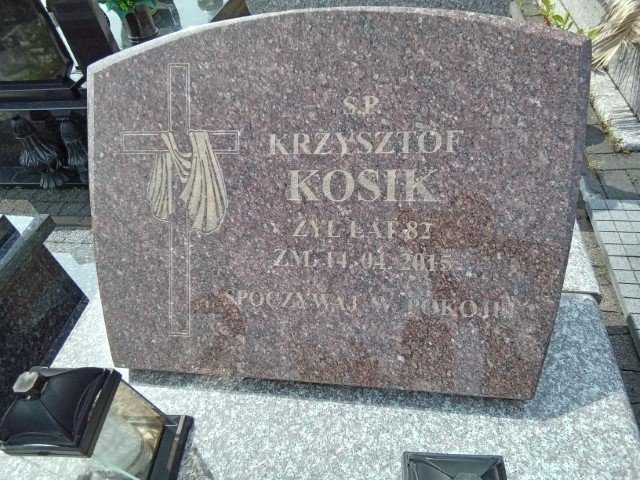 Ś.P.
KRZYSZTOF
KOSIK
ŻYŁ LAT 82
ZM. 14.04.2015
SPOCZYWAJ W POKOJU